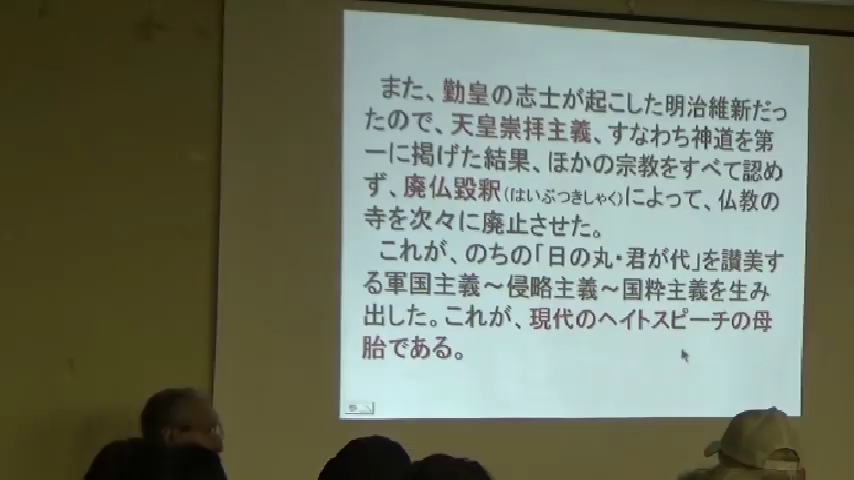 また、勤皇の志士が起こした明治維新だっ
たので、天皇崇拝主義、すなわち神道を第
一に掲げた結果、ほかの宗教をすべて認め
ず、廃仏毀釈(はいぶつきしゃく)によって、仏教の
寺を次々に廃止させた。
これが、のちの「日の丸・君が代」を讃美す
る軍国主義～侵略主義～国粋主義を生み
出した。これが、現代のヘイトスピーチの母
胎である。